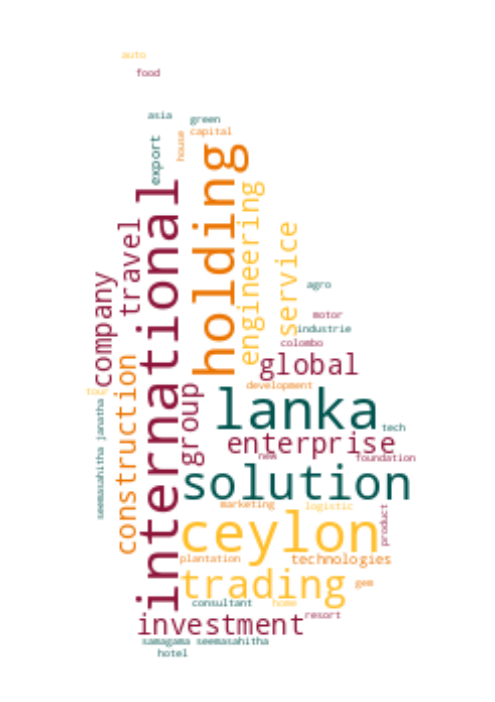 auto
food
asia
green
capital
house
export
holding
international
engineering
travel
service
company
agro
motor
industrie
colombo
global
construction
group
development
tour
lanka
tech
seemasahitha janatha
enterprise
new
foundation
solution
marketing
logistic
product
ceylon
plantation
technologies
trading
gem
consultant
home
investment
resort
samagama seemasahitha
hotel